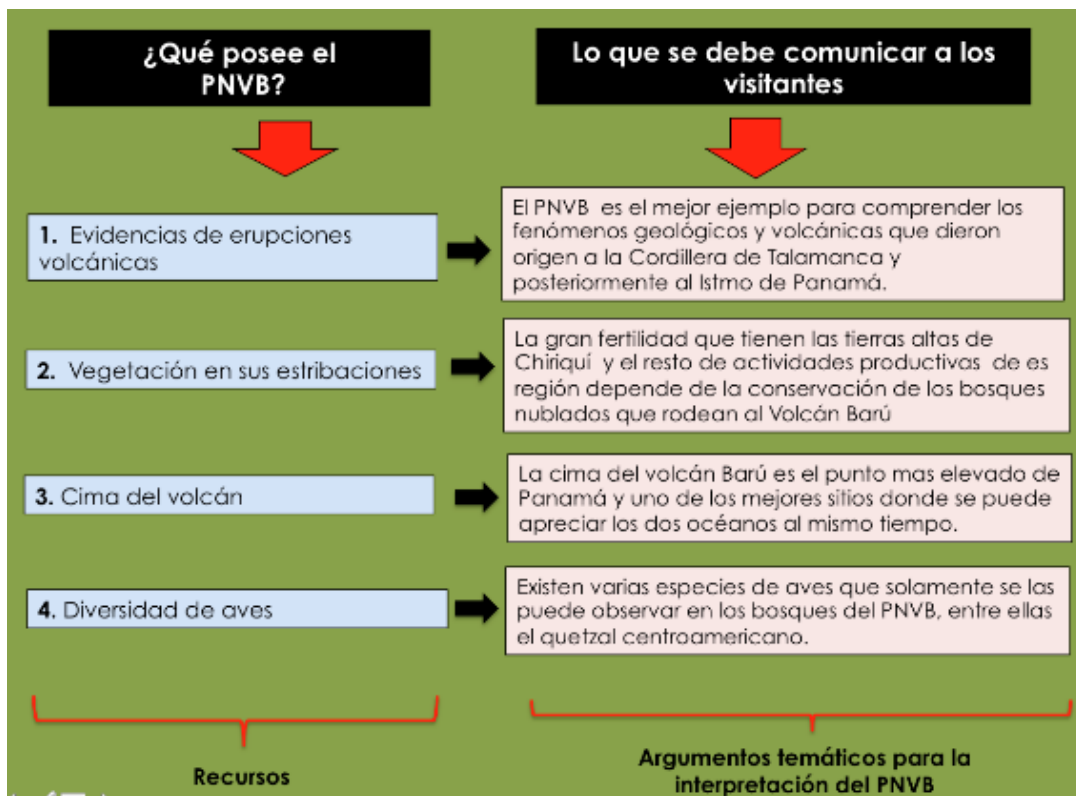 ¿Qué posee el
PNVB?
Lo que se debe comunicar a los
visitantes
1. Evidencias de erupciones
volcánicas
El PNVB es el mejor ejemplo para comprender los
fenómenos geológicos y volcánicas que dieron
origen a la Cordillera de Talamanca y
posteriormente al Istmo de Panamá.
2. Vegetación en sus estribaciones
La gran fertilidad que tienen las tierras altas de
Chiriquí y el resto de actividades productivas de es
región depende de la conservación de los bosques
nublados que rodean al Volcán Barú
3. Cima del volcán
La cima del volcán Barú es el punto mas elevado de
Panamá y uno de los mejores sitios donde se puede
apreciar los dos océanos al mismo tiempo.
4. Diversidad de aves
Existen varias especies de aves que solamente se las
puede observar en los bosques del PNVB, entre ellas
el quetzal centroamericano.
Recursos
Argumentos temáticos para la
interpretación del PNVB